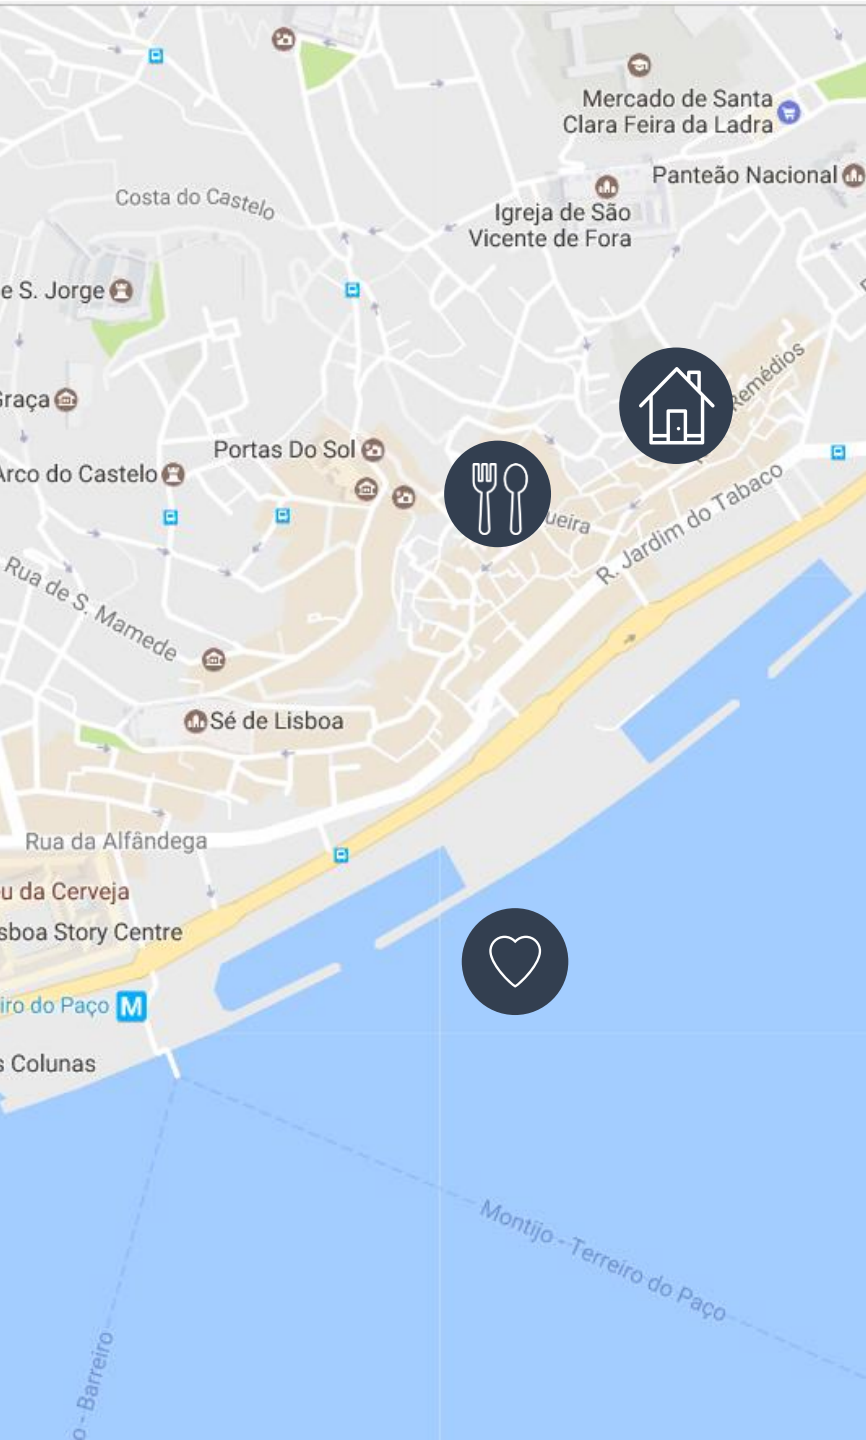 Mercado de Santa
Clara Feira da Ladra
Panteão Nacional
Costa do Castelo
Igreja de São
Vicente de Fora
e S. Jorge
Remédios
Graça
Portas Do Sol
Arco do Castelo
ueira
R. Jardim do Tabaco
Rua de S. Mamede
Sé de Lisboa
Rua da Alfândega
u da Cerveja
sboa Story Centre
iro do Paço M
s Colunas
Montijo - Terreiro do Paço
o - Barreiro